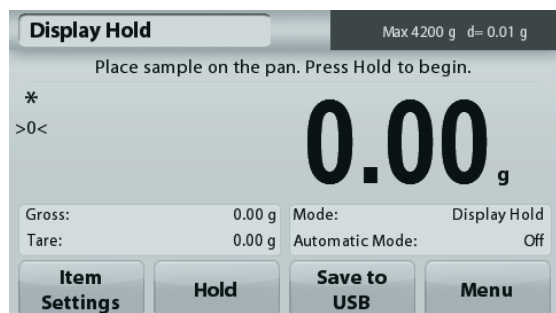 Display Hold
Max 4200 g d= 0.01 g
Place sample on the pan. Press Hold to begin.
*
>0<
0.00 g
Gross: 0.00 g
Tare: 0.00 g
Mode: Display Hold
Automatic Mode: Off
Item Settings
Hold
Save to USB
Menu